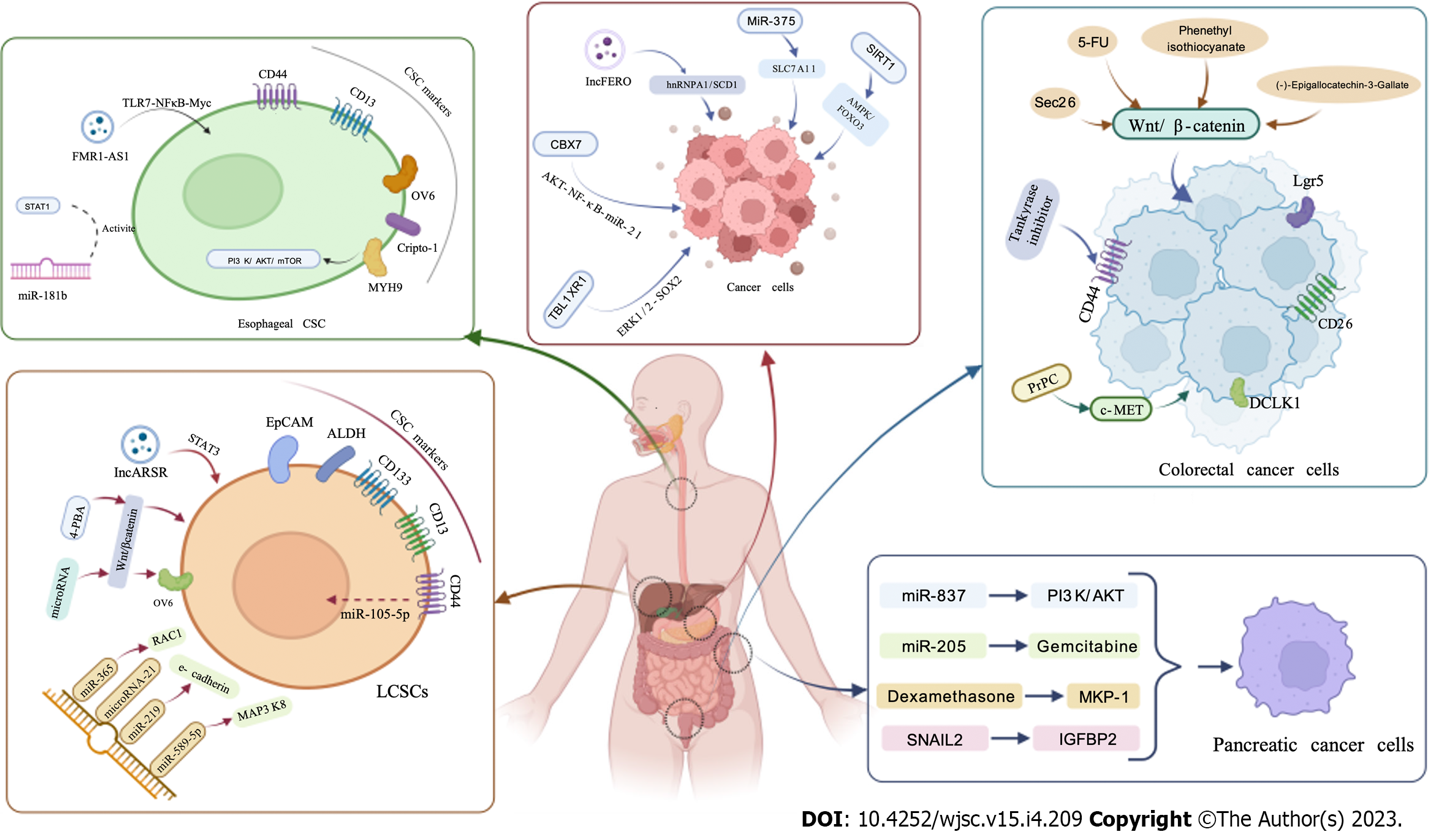 CD44
CD13
CSC markers
TLR7-NFκB-Myc
FMR1-AS1
OV6
STAT1
Activite
Cripto-1
PI3 K/ AKT/ mTOR
MYH9
miR-181b
Esophageal CSC
MiR-375
SIRT1
lncFERO
hnRNPA1/SCD1
SLC7A11
AMPK/
FOXO3
CBX7
AKT-NF-κB-miR-21
TBL1XR1
ERK1/2-SOX2
Cancer cells
5-FU
Phenethyl
isothiocyanate
Sec26
(-)-Epigallocatechin-3-Gallate
Wnt/ β-catenin
Tankyrase
inhibitor
Lgr5
CD44
CD26
PrPC
c-MET
DCLK1
Colorectal cancer cells
EpCAM
ALDH
CSC markers
lncARSR
STAT3
CD133
CD13
4-PBA
Wnt/βcatenin
microRNA
OV6
CD44
miR-105-5p
LCSCs
miR-365
RAC1
microRNA-21
miR-219
e- cadherin
miR-589-5p
MAP3 K8
miR-837
PI3 K/ AKT
miR-205
Gemcitabine
Dexamethasone
MKP-1
SNAIL2
IGFBP2
Pancreatic cancer cells
DOI: 10.4252/wjsc.v15.i4.209 Copyright ©The Author(s) 2023.